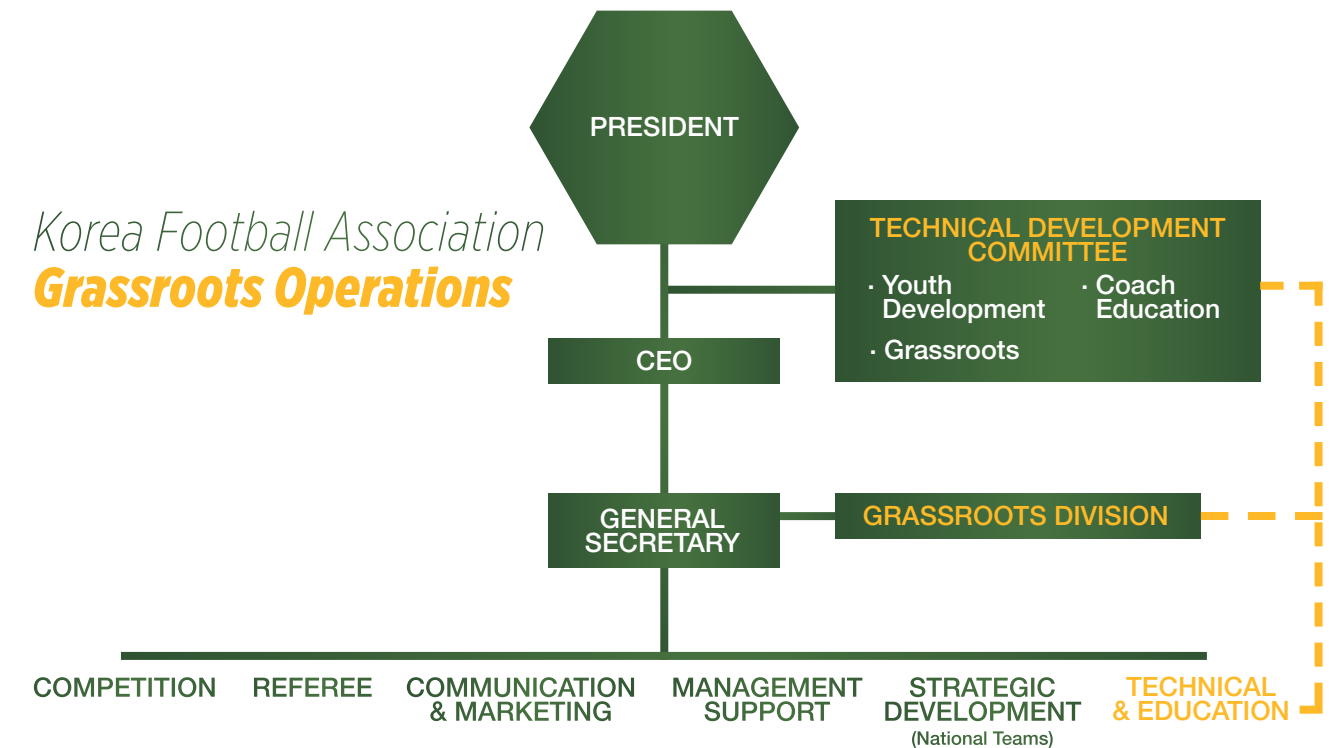 PRESIDENT
Korea Football Association
Grassroots Operations
TECHNICAL DEVELOPMENT
COMMITTEE
· Youth
Development
· Coach
Education
· Grassroots
CEO
GENERAL
SECRETARY
GRASSROOTS DIVISION
COMPETITION
REFEREE
COMMUNICATION
& MARKETING
MANAGEMENT
SUPPORT
STRATEGIC
DEVELOPMENT
(National Teams)
TECHNICAL
& EDUCATION